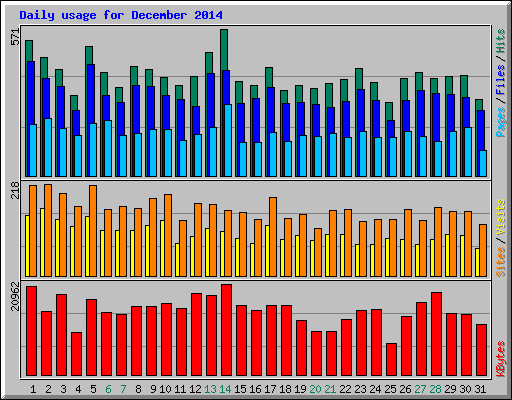 Daily usage for December 2014
571
Pages / Files / Hits
218
Sites / Visits
20962
KBytes
1 2 3 4 5 6 7 8 9 10 11 12 13 14 15 16 17 18 19 20 21 22 23 24 25 26 27 28 29 30 31